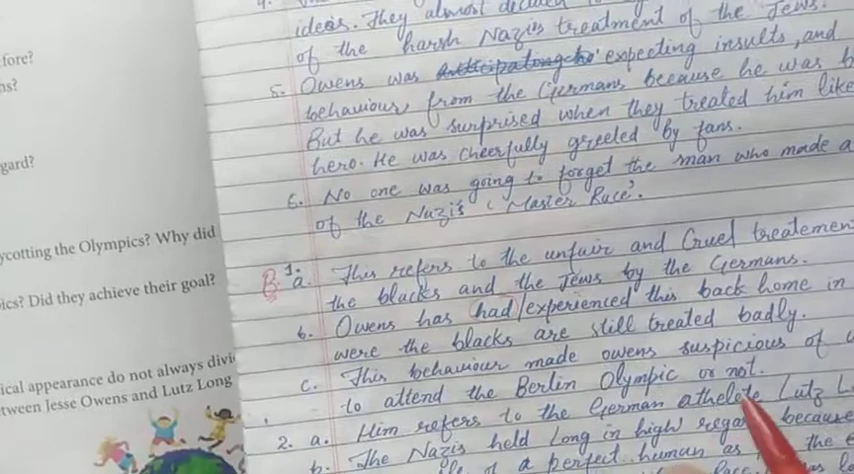 fore?
ns?
gard?
ycotting the Olympics? Why did
ics? Did they achieve their goal?
ical appearance do not always divi
tween Jesse Owens and Lutz Long
ideas. They almost
of the harsh Nazis treatment of the Jews.
5. Owens was expecting insults, and
behaviours from the Germans because he was b
But he was surprised when they treated him like
hero. He was cheerfully greeted by fans.
6. No one was going to forget the man who made a
of the Nazi's 'Master Race'.
B. 1.
a. This refers to the unfair and Cruel treatemen
the blacks and the Jews by the Germans.
b. Owens has had/experienced this back home in
were the blacks are still treated badly.
c. This behaviour made owens suspicious of
to attend the Berlin Olympic or not.
2. a. Him refers to the German athelete Lutz L
b. The Nazis held Long in high regar because
of a perfect human as the